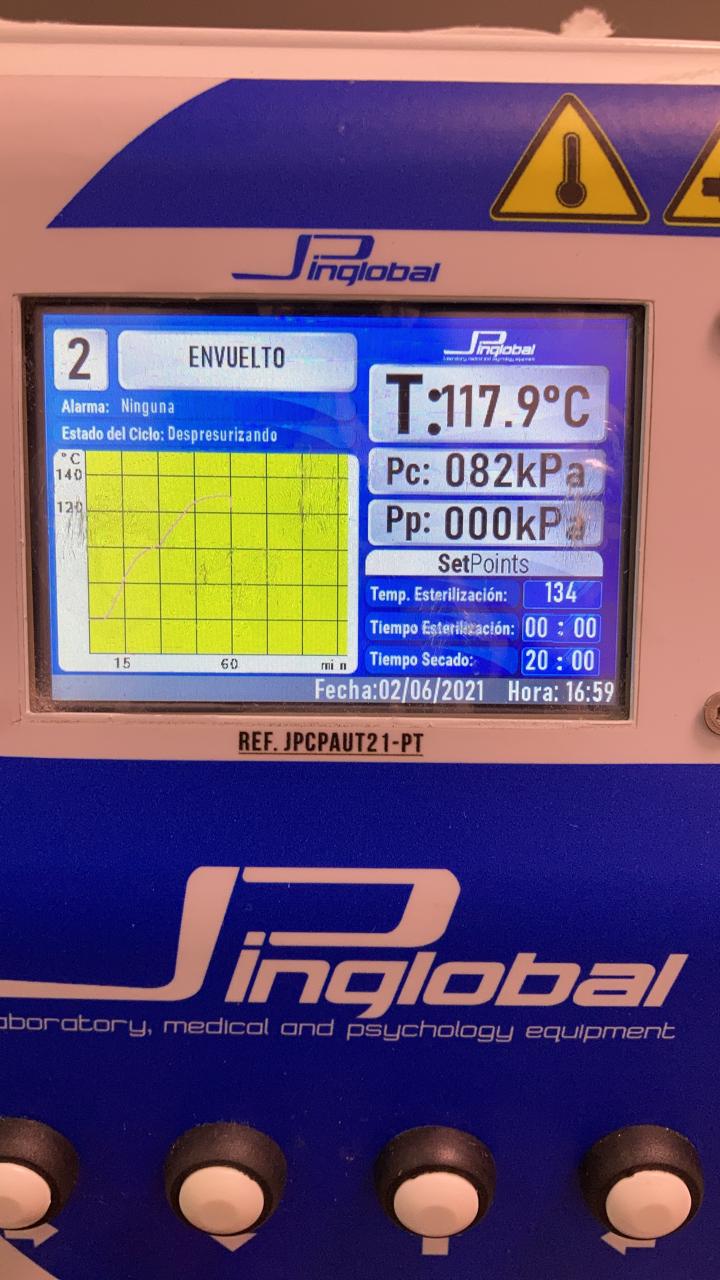 JPinglobal
2
ENVUELTO
Alarma: Ninguna
Estado del Ciclo: Despresurizando
°C
140
120
15
60
min
JPinglobal
T:117.9°C
Pc: 082kPa
Pp: 000kPa
SetPoints
Temp. Esterilización: 134
Tiempo Esterilización: 00 : 00
Tiempo Secado: 20 : 00
Fecha:02/06/2021 Hora: 16:59
REF. JPCPAUT21-PT
JPinglobal
laboratory, medical and psychology equipment